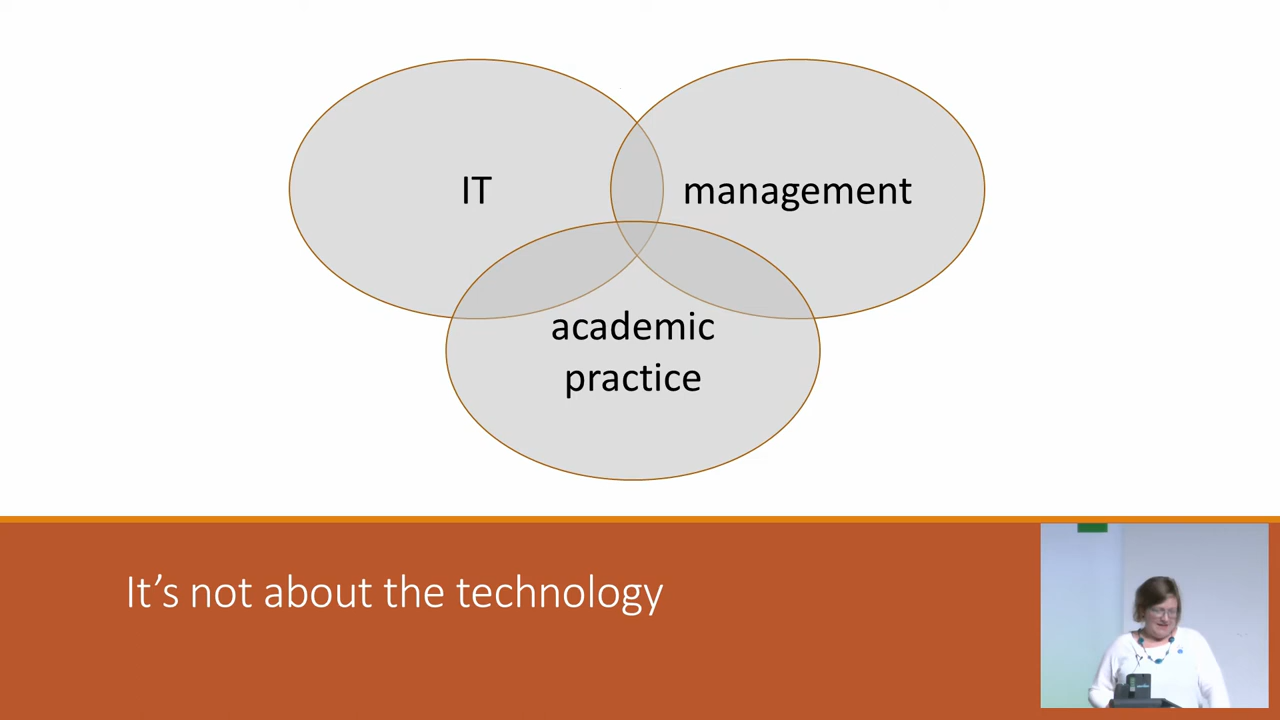 IT
management
academic
practice
It’s not about the technology